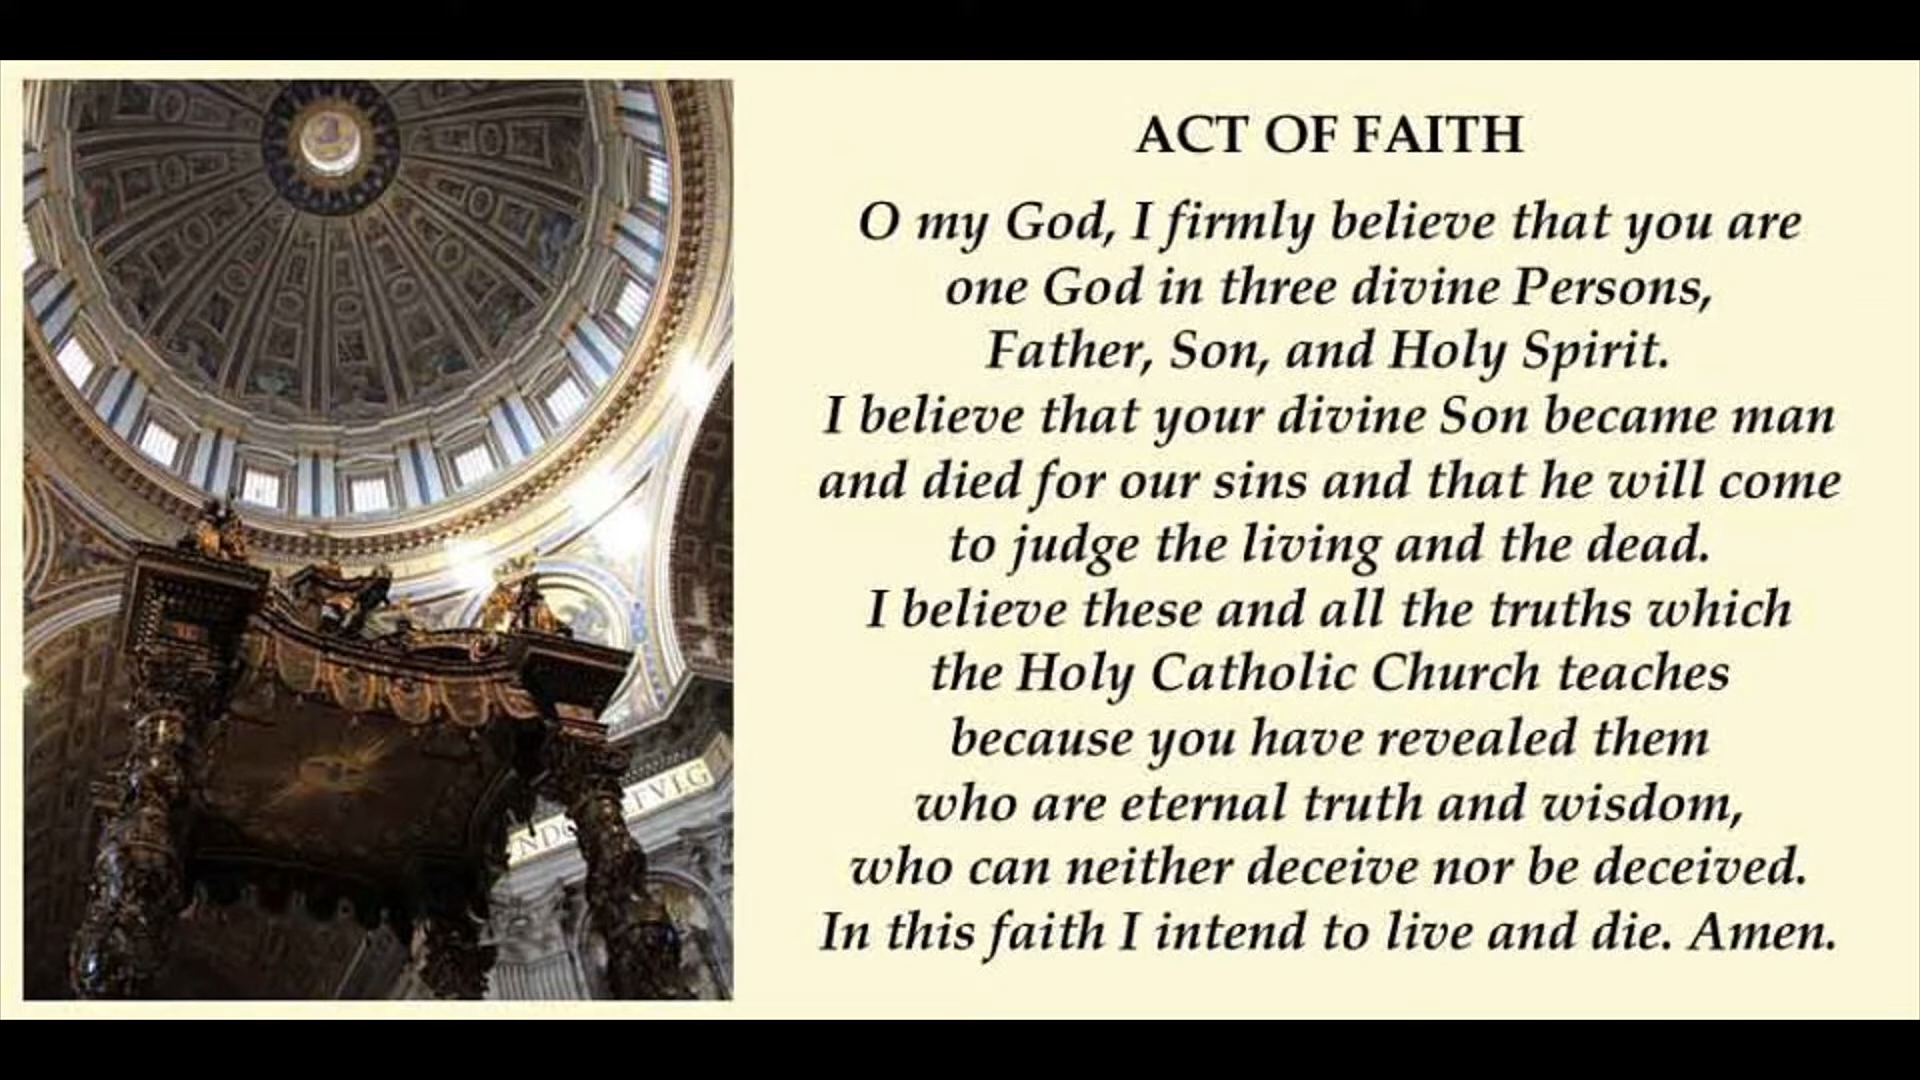 ACT OF FAITH
O my God, I firmly believe that you are
one God in three divine Persons,
Father, Son, and Holy Spirit.
I believe that your divine Son became man
and died for our sins and that he will come
to judge the living and the dead.
I believe these and all the truths which
the Holy Catholic Church teaches
because you have revealed them
who are eternal truth and wisdom,
who can neither deceive nor be deceived.
In this faith I intend to live and die. Amen.